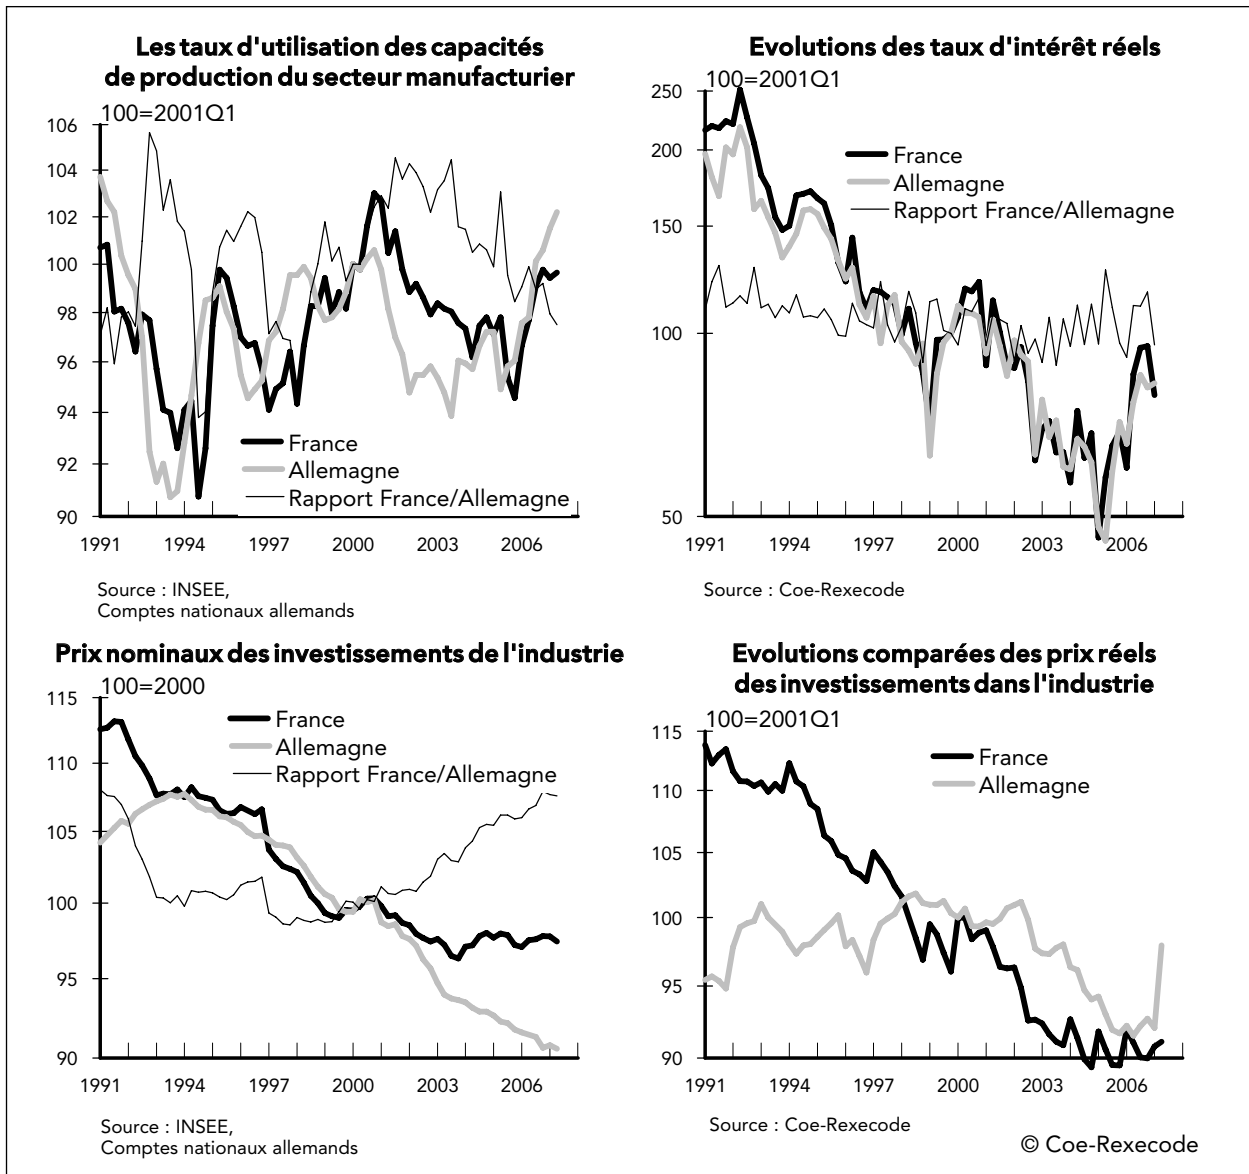 Les taux d'utilisation des capacités
de production du secteur manufacturier
100=2001Q1
106
104
102
100
98
96
94
92
90
France
Allemagne
Rapport France/Allemagne
1991 1994 1997 2000 2003 2006
Source : INSEE,
Comptes nationaux allemands
Evolutions des taux d'intérêt réels
100=2001Q1
250
200
150
100
50
France
Allemagne
Rapport France/Allemagne
1991 1994 1997 2000 2003 2006
Source : Coe-Rexecode
Prix nominaux des investissements de l'industrie
100=2000
115
110
105
100
95
90
France
Allemagne
Rapport France/Allemagne
1991 1994 1997 2000 2003 2006
Source : INSEE,
Comptes nationaux allemands
Evolutions comparées des prix réels
des investissements dans l'industrie
100=2001Q1
115
110
105
100
95
90
France
Allemagne
1991 1994 1997 2000 2003 2006
Source : Coe-Rexecode
© Coe-Rexecode